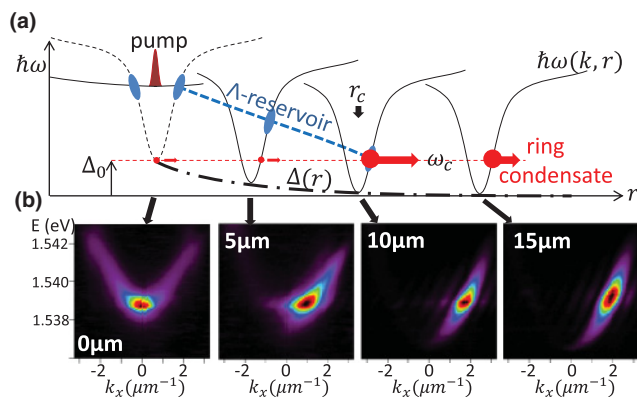 (a)
pump
ħω
ħω(k, r)
Λ-reservoir
r_c
Δ_0
Δ(r)
ω_c
ring
condensate
r
(b)
E (eV)
1.542
1.540
1.538
0μm
5μm
10μm
15μm
-2 0 2
-2 0 2
-2 0 2
-2 0 2
k_x(μm⁻¹)
k_x(μm⁻¹)
k_x(μm⁻¹)
k_x(μm⁻¹)